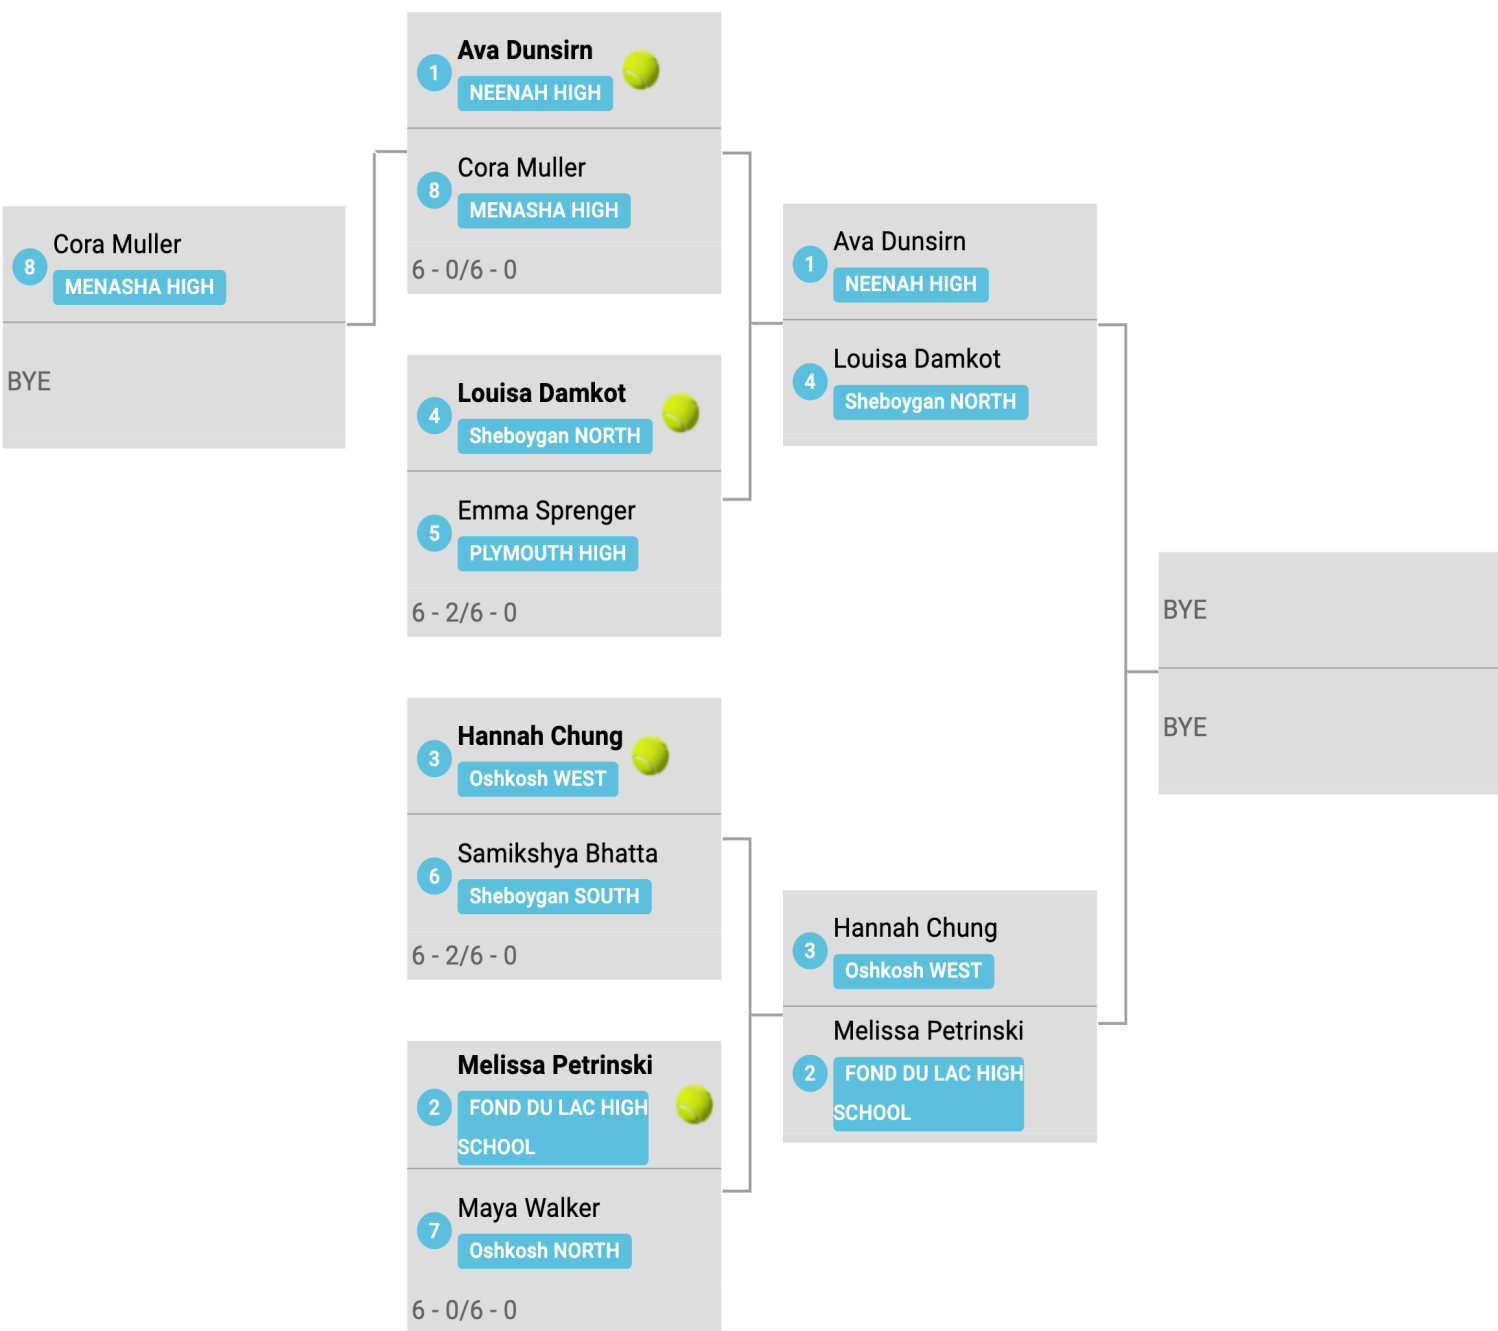 8
Cora Muller
MENASHA HIGH
BYE
1
Ava Dunsirn
NEENAH HIGH
8
Cora Muller
MENASHA HIGH
6 - 0/6 - 0
4
Louisa Damkot
Sheboygan NORTH
5
Emma Sprenger
PLYMOUTH HIGH
6 - 2/6 - 0
3
Hannah Chung
Oshkosh WEST
6
Samikshya Bhatta
Sheboygan SOUTH
6 - 2/6 - 0
2
Melissa Petrinski
FOND DU LAC HIGH
SCHOOL
7
Maya Walker
Oshkosh NORTH
6 - 0/6 - 0
1
Ava Dunsirn
NEENAH HIGH
4
Louisa Damkot
Sheboygan NORTH
3
Hannah Chung
Oshkosh WEST
2
Melissa Petrinski
FOND DU LAC HIGH
SCHOOL
BYE
BYE